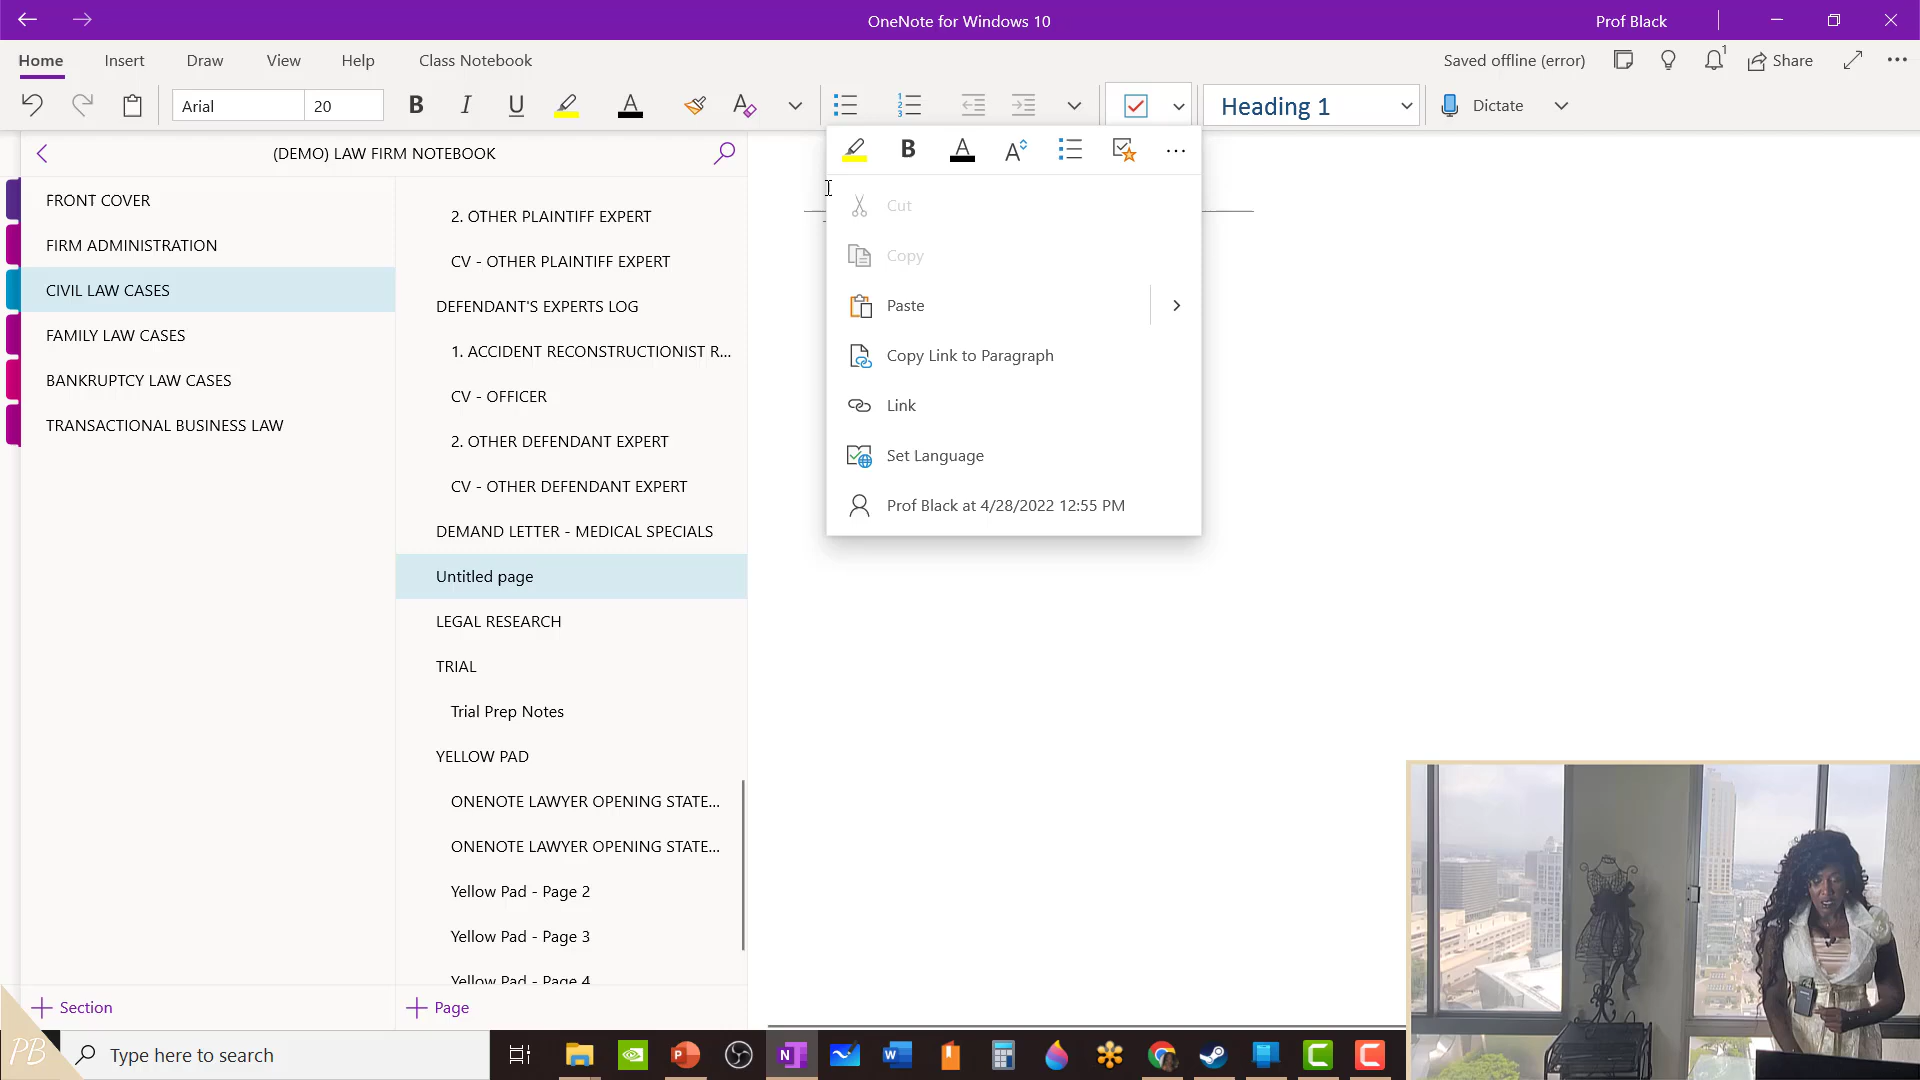 OneNote for Windows 10
Prof Black
Home Insert Draw View Help Class Notebook
Saved offline (error)
1
Share
Arial 20
Heading 1
Dictate
(DEMO) LAW FIRM NOTEBOOK
FRONT COVER
FIRM ADMINISTRATION
CIVIL LAW CASES
FAMILY LAW CASES
BANKRUPTCY LAW CASES
TRANSACTIONAL BUSINESS LAW
2. OTHER PLAINTIFF EXPERT
CV - OTHER PLAINTIFF EXPERT
DEFENDANT'S EXPERTS LOG
1. ACCIDENT RECONSTRUCTIONIST R...
CV - OFFICER
2. OTHER DEFENDANT EXPERT
CV - OTHER DEFENDANT EXPERT
DEMAND LETTER - MEDICAL SPECIALS
Untitled page
LEGAL RESEARCH
TRIAL
Trial Prep Notes
YELLOW PAD
ONENOTE LAWYER OPENING STATE...
ONENOTE LAWYER OPENING STATE...
Yellow Pad - Page 2
Yellow Pad - Page 3
Yellow Pad - Page 4
Cut
Copy
Paste
Copy Link to Paragraph
Link
Set Language
Prof Black at 4/28/2022 12:55 PM
Section
Page
PB
Type here to search